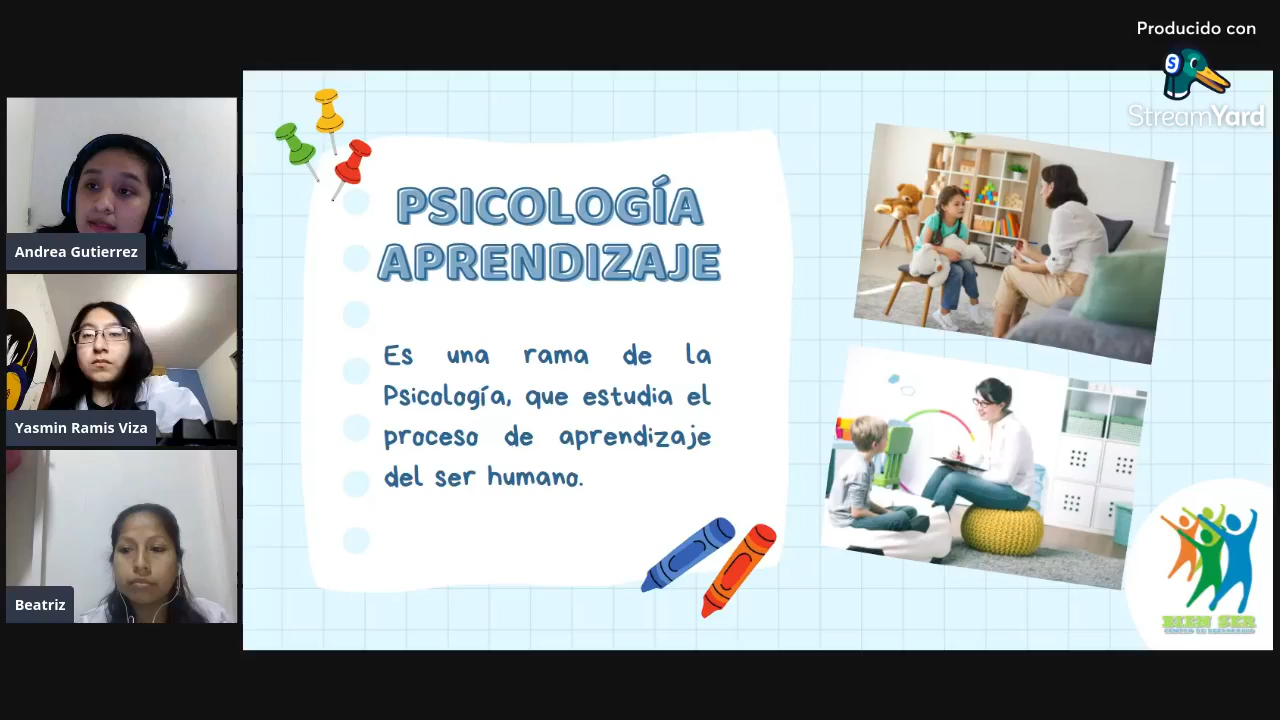 Producido con
StreamYard
PSICOLOGÍA
APRENDIZAJE
Es una rama de la
Psicología, que estudia el
proceso de aprendizaje
del ser humano.
Andrea Gutierrez
Yasmin Ramis Viza
Beatriz
BIEN SER